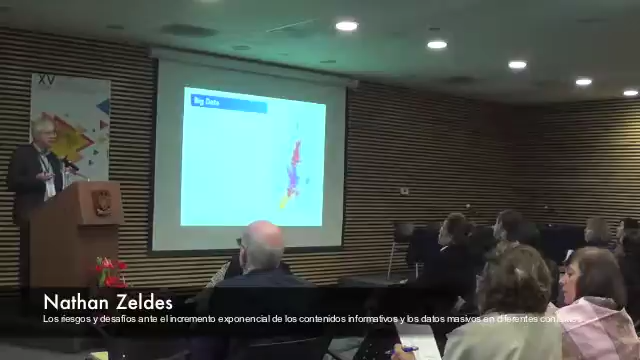 XV
Big Data
Nathan Zeldes
Los riesgos y desafíos ante el incremento exponencial de los contenidos informativos y los datos masivos en diferentes contextos